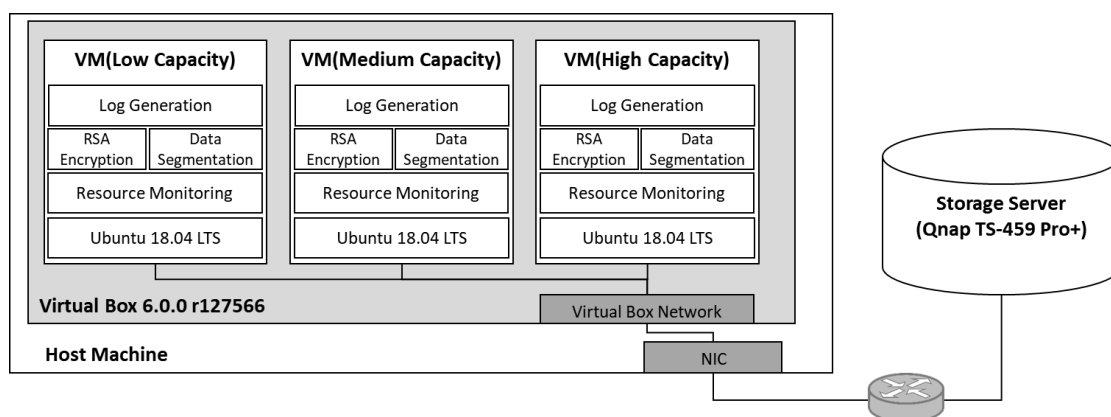 VM(Low Capacity)
Log Generation
RSA
Encryption
Data
Segmentation
Resource Monitoring
Ubuntu 18.04 LTS
VM(Medium Capacity)
Log Generation
RSA
Encryption
Data
Segmentation
Resource Monitoring
Ubuntu 18.04 LTS
VM(High Capacity)
Log Generation
RSA
Encryption
Data
Segmentation
Resource Monitoring
Ubuntu 18.04 LTS
Virtual Box 6.0.0 r127566
Virtual Box Network
Host Machine
NIC
Storage Server
(Qnap TS-459 Pro+)